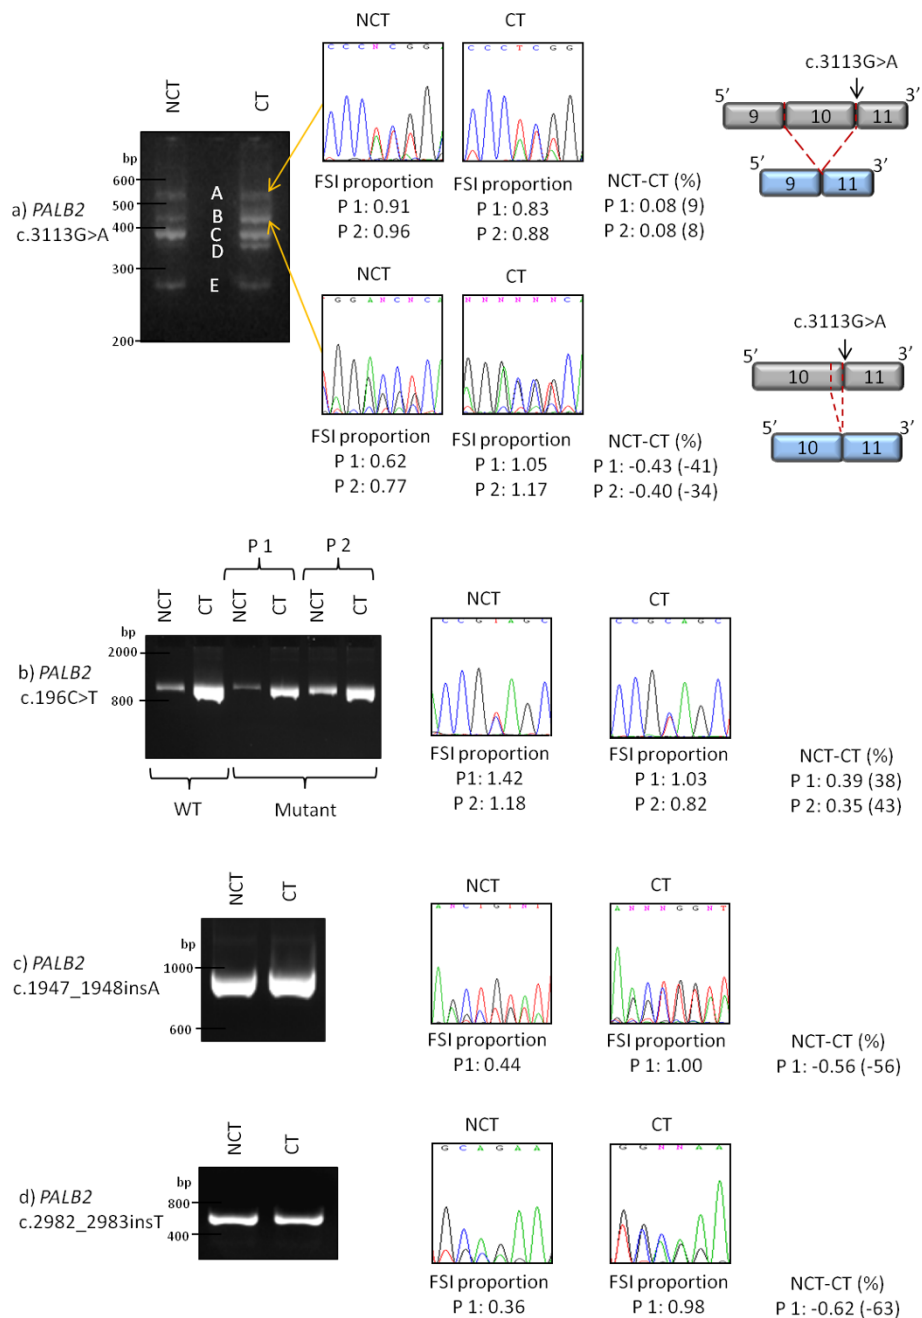 NCT
CT
C C C N C G G
C C C T C G G
c.3113G>A
5′
3′
9
10
11
5′
3′
9
11
NCT
CT
bp
600
500
400
300
200
A
B
C
D
E
a) PALB2
c.3113G>A
FSI proportion
P 1: 0.91
P 2: 0.96
FSI proportion
P 1: 0.83
P 2: 0.88
NCT-CT (%)
P 1: 0.08 (9)
P 2: 0.08 (8)
NCT
CT
G G A N C N C A
N N N N N N C A
c.3113G>A
5′
3′
10
11
5′
3′
10
11
FSI proportion
P 1: 0.62
P 2: 0.77
FSI proportion
P 1: 1.05
P 2: 1.17
NCT-CT (%)
P 1: -0.43 (-41)
P 2: -0.40 (-34)
P 1
P 2
NCT
CT
NCT
CT
NCT
CT
bp
2000
800
b) PALB2
c.196C>T
WT
Mutant
NCT
CT
C C G T A G C
C C G C A G C
FSI proportion
P1: 1.42
P 2: 1.18
FSI proportion
P 1: 1.03
P 2: 0.82
NCT-CT (%)
P 1: 0.39 (38)
P 2: 0.35 (43)
NCT
CT
bp
1000
600
c) PALB2
c.1947_1948insA
NCT
CT
A N C T G T N T
A N N N G G N T
FSI proportion
P1: 0.44
FSI proportion
P 1: 1.00
NCT-CT (%)
P 1: -0.56 (-56)
NCT
CT
bp
800
400
d) PALB2
c.2982_2983insT
NCT
CT
G C A G A A
G G N N A A
FSI proportion
P 1: 0.36
FSI proportion
P 1: 0.98
NCT-CT (%)
P 1: -0.62 (-63)